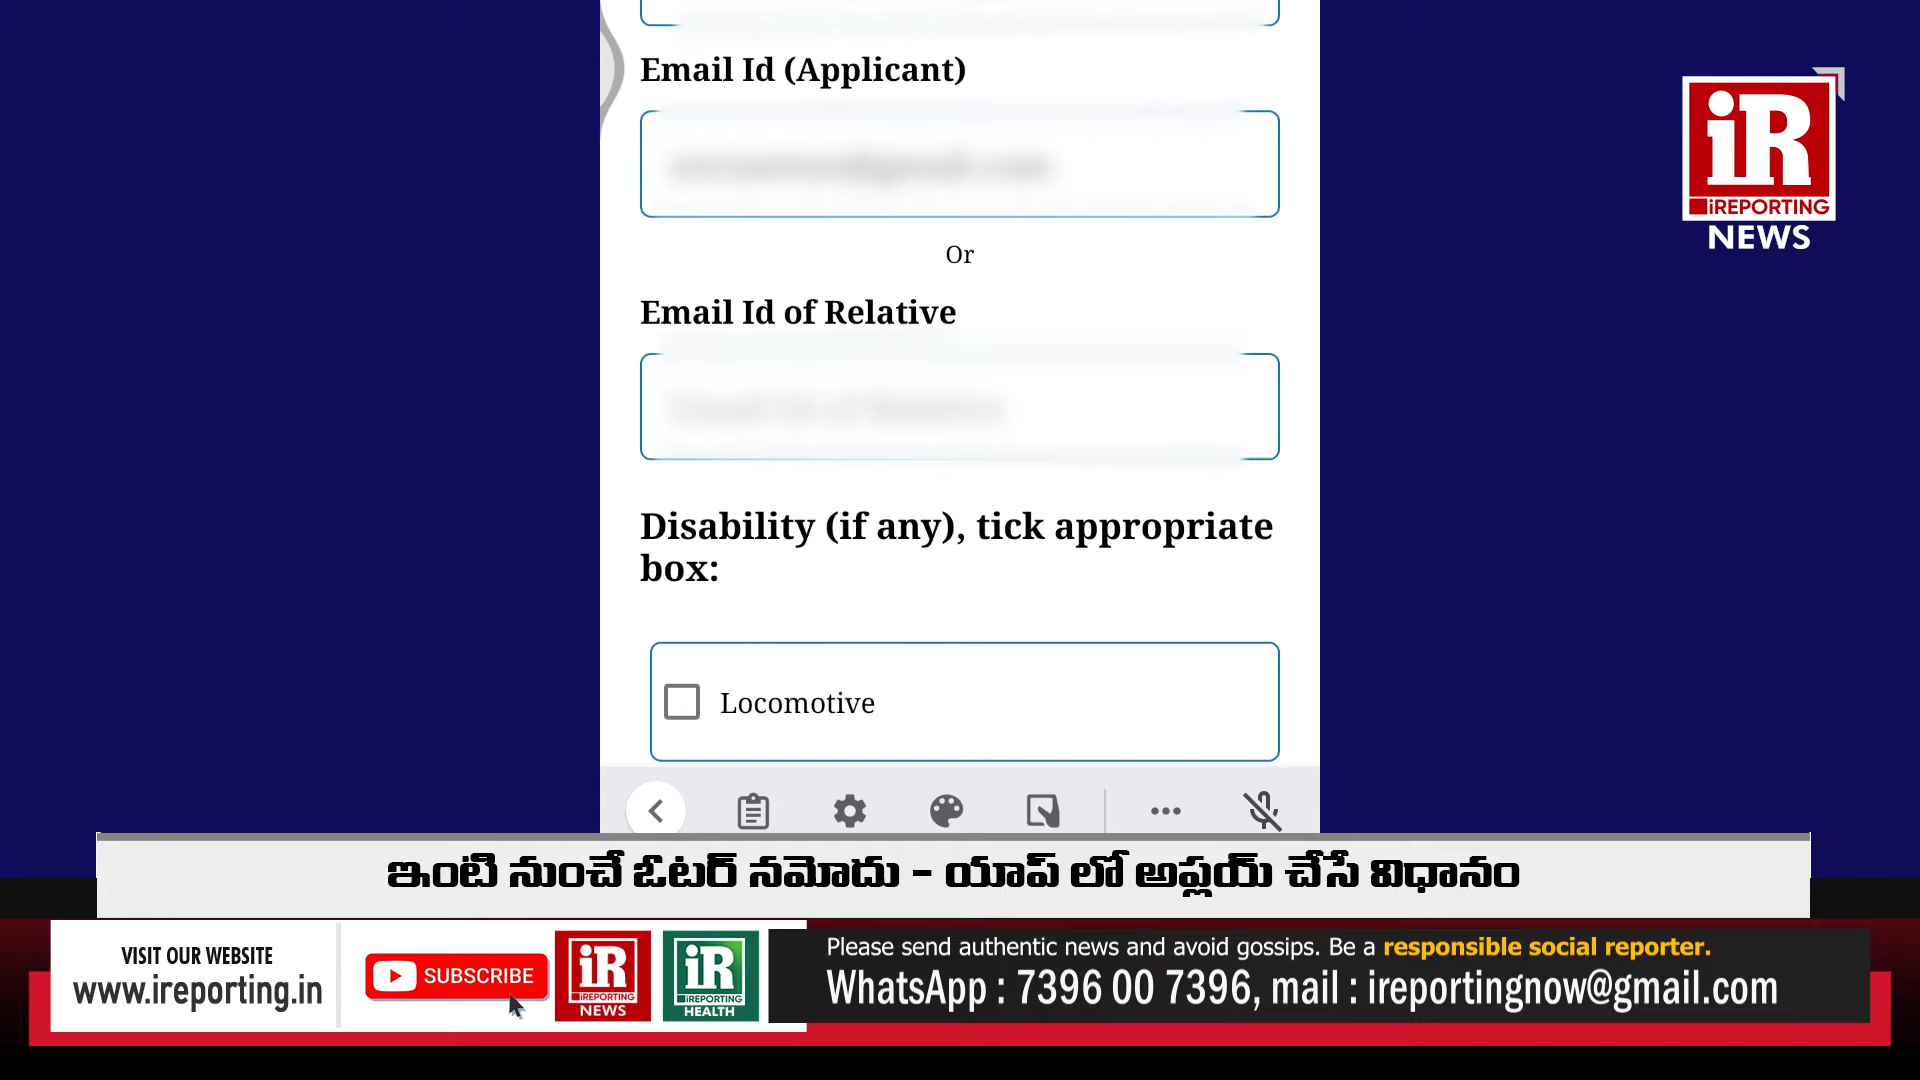 Email Id (Applicant)
Or
Email Id of Relative
Disability (if any), tick appropriate
box:
Locomotive
iR
iREPORTING
NEWS
ఇంటి నుంచే ఓటర్ నమోదు - యాప్ లో అప్లయ్ చేసే విధానం
VISIT OUR WEBSITE
www.ireporting.in
SUBSCRIBE
iR
iREPORTING
NEWS
iR
iREPORTING
HEALTH
Please send authentic news and avoid gossips. Be a responsible social reporter.
WhatsApp : 7396 00 7396, mail : ireportingnow@gmail.com